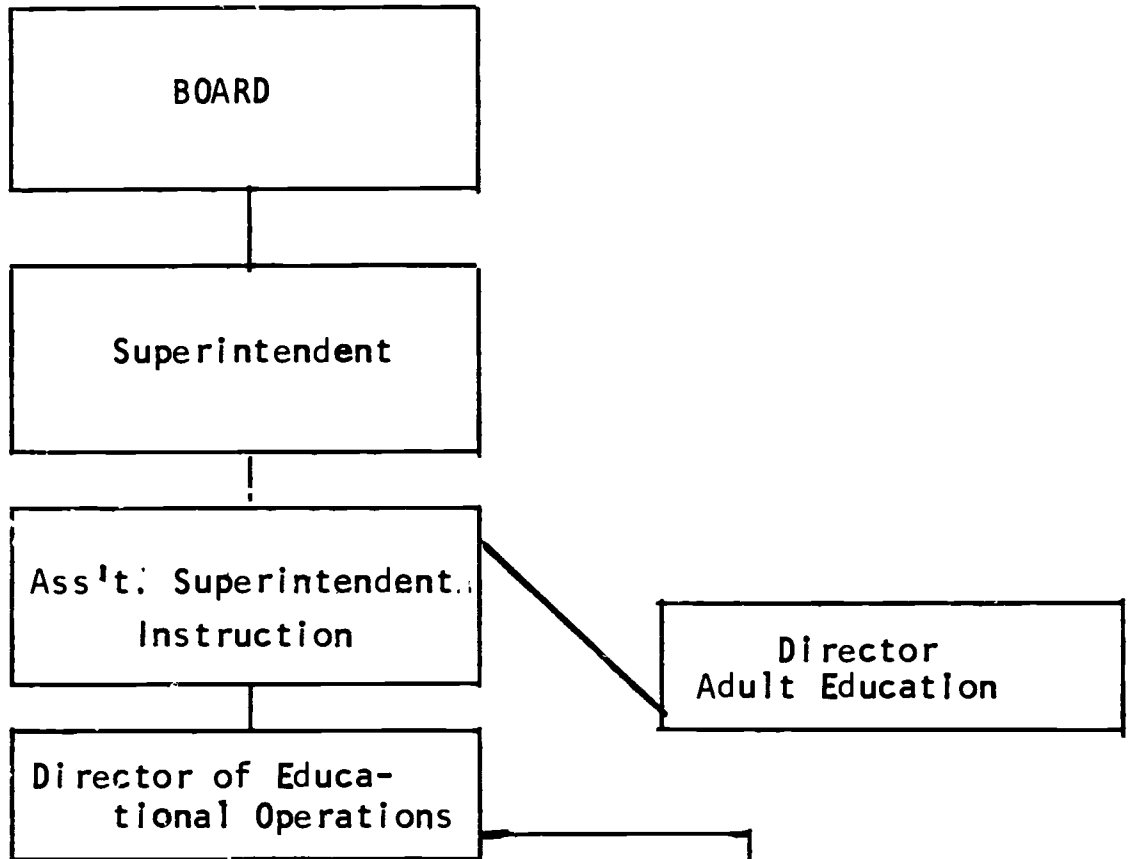 BOARD
Superintendent
Ass't. Superintendent
Instruction
Director
Adult Education
Director of Educa-
tional Operations